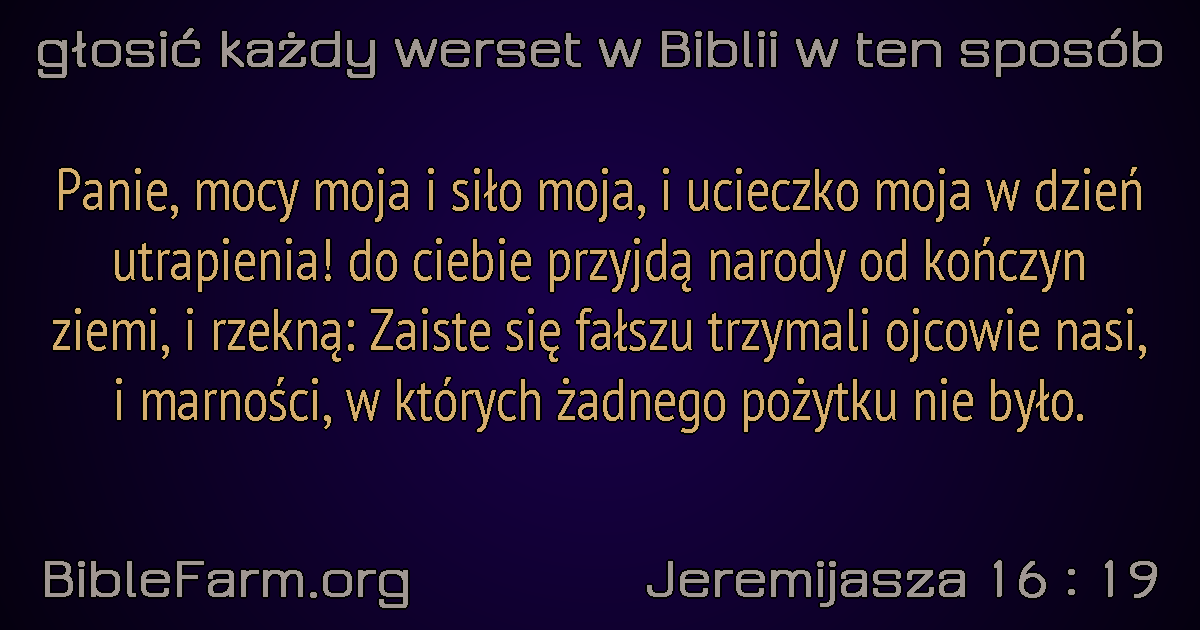 głosić każdy werset w Biblii w ten sposób
Panie, mocy moja i siło moja, i ucieczko moja w dzień
utrapienia! do ciebie przyjdą narody od kończyn
ziemi, i rzekną: Zaiste się fałszu trzymali ojcowie nasi,
i marności, w których żadnego pożytku nie było.
BibleFarm.org
Jeremijasza 16 : 19